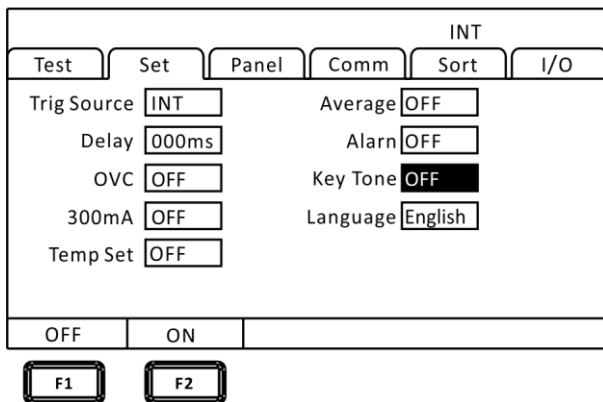 INT
Test Set Panel Comm Sort I/O
Trig Source INT Average OFF
Delay 000ms Alarn OFF
OVC OFF Key Tone OFF
300mA OFF Language English
Temp Set OFF
OFF ON
F1 F2